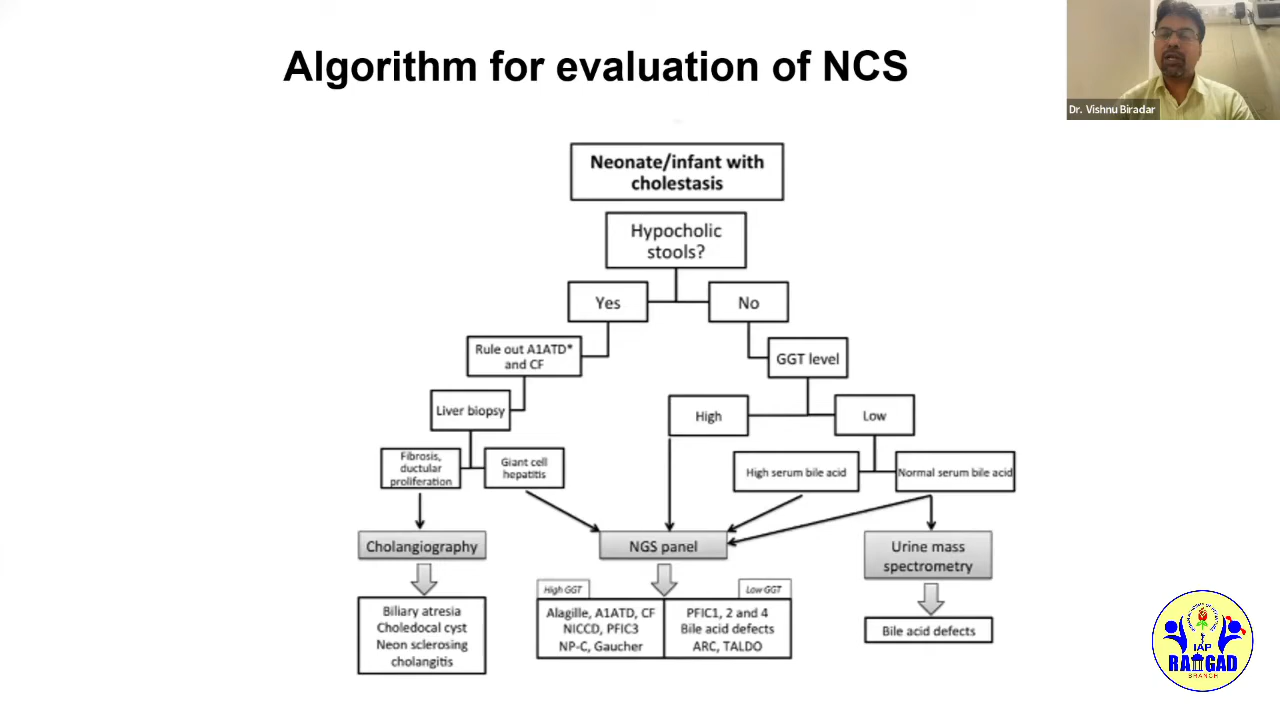 Algorithm for evaluation of NCS
Dr. Vishnu Biradar
Neonate/infant with
cholestasis
Hypocholic
stools?
Yes
No
Rule out A1ATD*
and CF
GGT level
Liver biopsy
High
Low
Fibrosis,
ductular
proliferation
Giant cell
hepatitis
High serum bile acid
Normal serum bile acid
Cholangiography
NGS panel
Urine mass
spectrometry
High GGT
Low GGT
Biliary atresia
Choledocal cyst
Neon sclerosing
cholangitis
Alagille, A1ATD, CF
NICCD, PFIC3
NP-C, Gaucher
PFIC1, 2 and 4
Bile acid defects
ARC, TALDO
Bile acid defects
IAP
RAIGAD
BRANCH